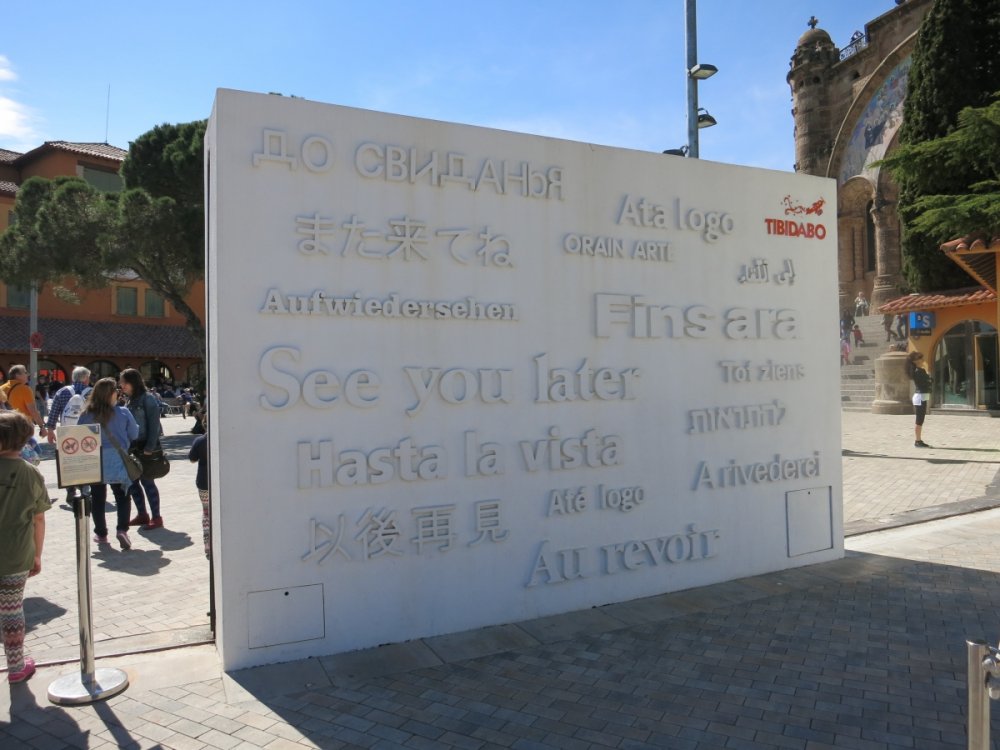 ДО СВИДАНЬЯ
Ata logo
TIBIDABO
また来てね
ORAIN ARTE
Aufwiedersehen
Fins ara
See you later
Tot ziens
Hasta la vista
להתראות
Até logo
Arivederci
以後再見
Au revoir